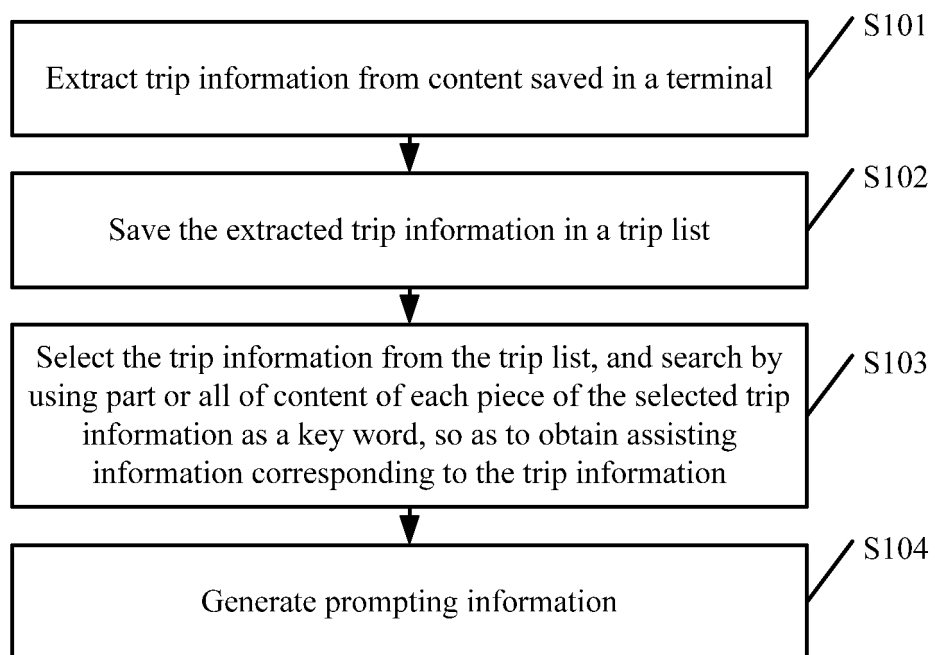 S101
Extract trip information from content saved in a terminal
S102
Save the extracted trip information in a trip list
S103
Select the trip information from the trip list, and search by
using part or all of content of each piece of the selected trip
information as a key word, so as to obtain assisting
information corresponding to the trip information
S104
Generate prompting information